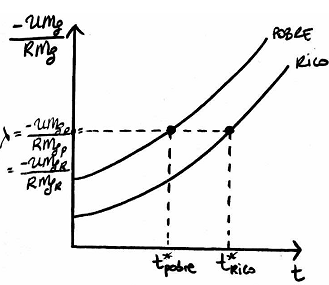 -UMg
RMg
POBRE
RICO
λ = -UMgP
RMgP
= -UMgR
RMgR
t*pobre
t*Rico
t